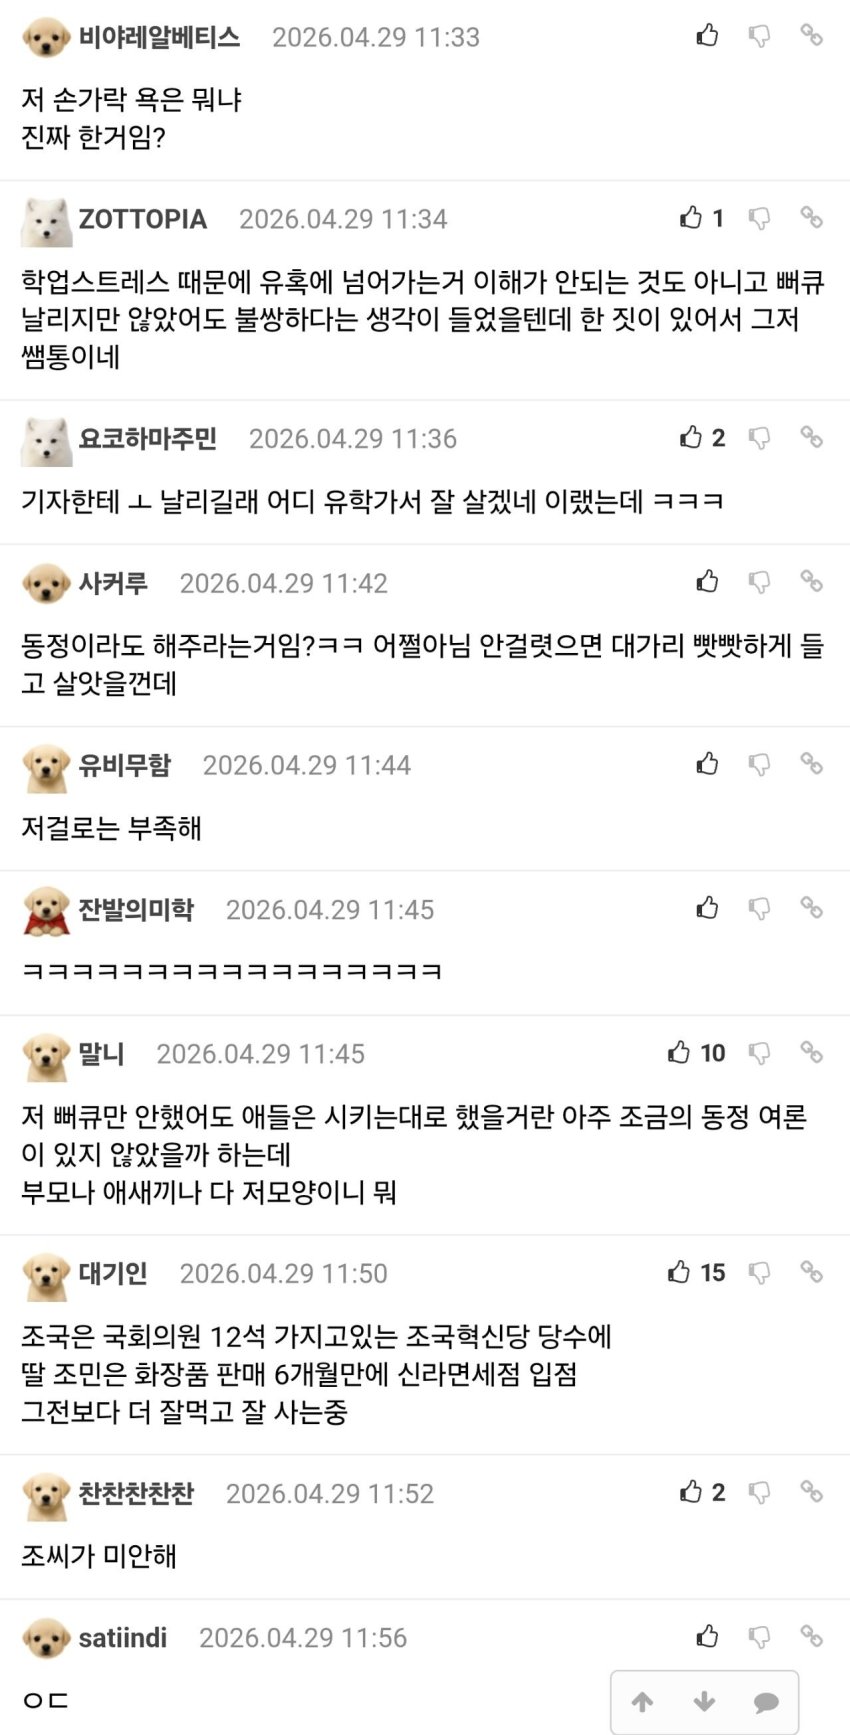 비야레알베티스 2026.04.29 11:33
저 손가락 욕은 뭐냐
진짜 한거임?
ZOTTOPIA 2026.04.29 11:34 1
학업스트레스 때문에 유혹에 넘어가는거 이해가 안되는 것도 아니고 뻐큐
날리지만 않았어도 불쌍하다는 생각이 들었을텐데 한 짓이 있어서 그저
쌤통이네
요코하마주민 2026.04.29 11:36 2
기자한테 ㅗ 날리길래 어디 유학가서 잘 살겠네 이랬는데 ㅋㅋㅋ
사커루 2026.04.29 11:42
동정이라도 해주라는거임?ㅋㅋ 어쩔아님 안걸렷으면 대가리 빳빳하게 들
고 살앗을껀데
유비무함 2026.04.29 11:44
저걸로는 부족해
잔발의미학 2026.04.29 11:45
ㅋㅋㅋㅋㅋㅋㅋㅋㅋㅋㅋㅋㅋㅋㅋㅋㅋ
말니 2026.04.29 11:45 10
저 뻐큐만 안했어도 애들은 시키는대로 했을거란 아주 조금의 동정 여론
이 있지 않았을까 하는데
부모나 애새끼나 다 저모양이니 뭐
대기인 2026.04.29 11:50 15
조국은 국회의원 12석 가지고있는 조국혁신당 당수에
딸 조민은 화장품 판매 6개월만에 신라면세점 입점
그전보다 더 잘먹고 잘 사는중
찬찬찬찬찬 2026.04.29 11:52 2
조씨가 미안해
satiindi 2026.04.29 11:56
ㅇㄷ